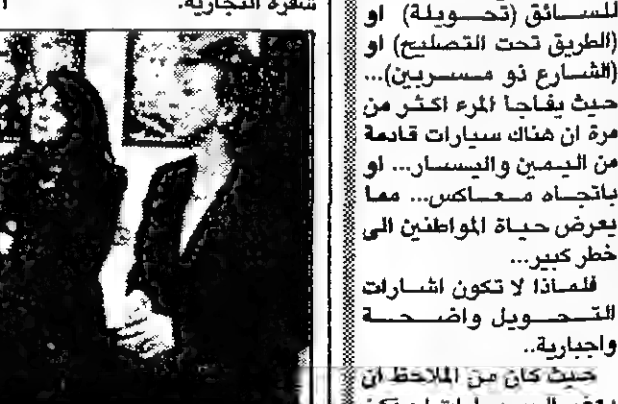 للسائق (تحويلة) او
(الطريق تحت التصليح) او
(الشارع ذو مسربين)...
حيث يفاجا المرء اكثر من
مرة ان هناك سيارات قادمة
من اليمين واليسار... او
باتجاه معاكس... مما
يعرض حياة المواطنين الى
خطر كبير...
فلماذا لا تكون اشارات
التحويل واضحة
واجبارية..
حيث كان من الملاحظ ان
التجارية.